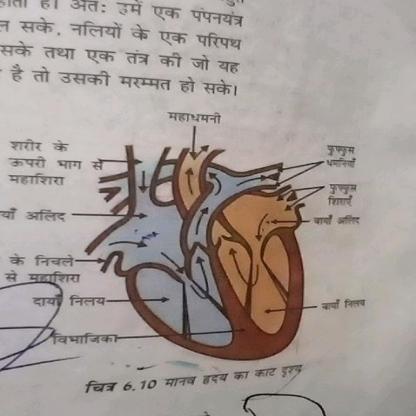 होता है। अतः हमें एक पंपनयंत्र
सके, नलियों के एक परिपथ
सके तथा एक तंत्र की जो यह
है तो उसकी मरम्मत हो सके।
महाधमनी
शरीर के
ऊपरी भाग से
महाशिरा
फुफ्फुस
धमनियाँ
फुफ्फुस
शिराएँ
याँ अलिंद
बायाँ अलिंद
के निचले
से महाशिरा
दायाँ निलय
बायाँ निलय
विभाजिका
चित्र 6.10 मानव हृदय का काट दृश्य